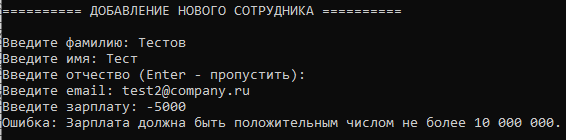 ========== ДОБАВЛЕНИЕ НОВОГО СОТРУДНИКА ==========
Введите фамилию: Тестов
Введите имя: Тест
Введите отчество (Enter - пропустить):
Введите email: test2@company.ru
Введите зарплату: -5000
Ошибка: Зарплата должна быть положительным числом не более 10 000 000.